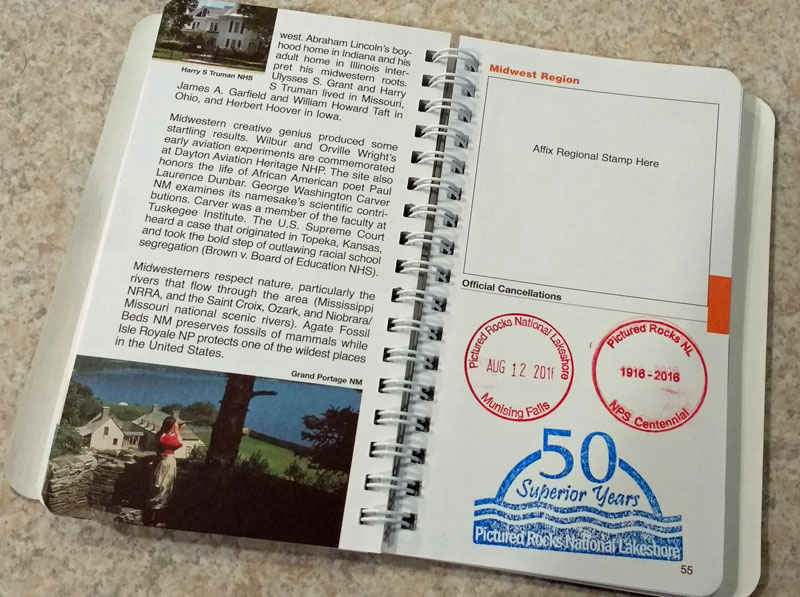 west. Abraham Lincoln's boy-
hood home in Indiana and his
adult home in Illinois inter-
pret his midwestern roots.
Ulysses S. Grant and Harry
S Truman lived in Missouri,
James A. Garfield and William Howard Taft in
Ohio, and Herbert Hoover in Iowa.
Harry S Truman NHS
Midwestern creative genius produced some
startling results. Wilbur and Orville Wright's
early aviation experiments are commemorated
at Dayton Aviation Heritage NHP. The site also
honors the life of African American poet Paul
Laurence Dunbar. George Washington Carver
NM examines its namesake's scientific contri-
butions. Carver was a member of the faculty at
Tuskegee Institute. The U.S. Supreme Court
heard a case that originated in Topeka, Kansas,
and took the bold step of outlawing racial school
segregation (Brown v. Board of Education NHS).
Midwesterners respect nature, particularly the
rivers that flow through the area (Mississippi
NRRA, and the Saint Croix, Ozark, and Niobrara/
Missouri national scenic rivers). Agate Fossil
Beds NM preserves fossils of mammals while
Isle Royale NP protects one of the wildest places
in the United States.
Grand Portage NM
Midwest Region
Affix Regional Stamp Here
Official Cancellations
Pictured Rocks National Lakeshore
AUG 12 2016
Munising Falls
Pictured Rocks NL
1916-2016
NPS Centennial
50
Superior Years
Pictured Rocks National Lakeshore
55